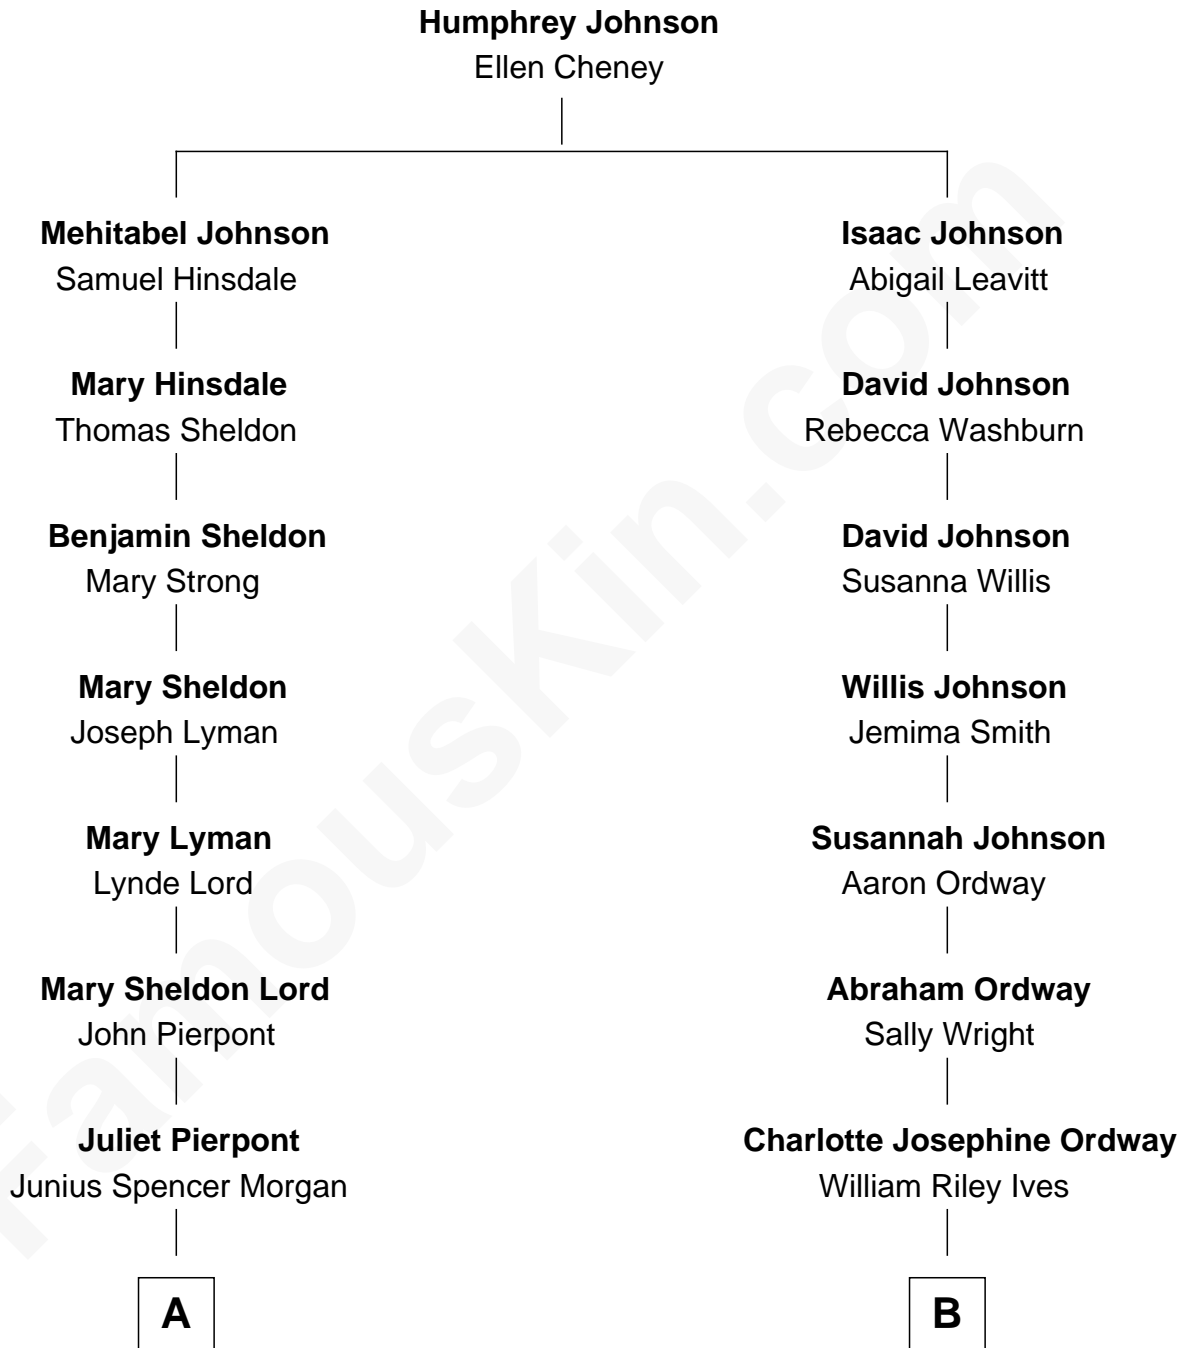 Humphrey Johnson
Ellen Cheney
Mehitabel Johnson
Samuel Hinsdale
Isaac Johnson
Abigail Leavitt
Mary Hinsdale
Thomas Sheldon
David Johnson
Rebecca Washburn
Benjamin Sheldon
Mary Strong
David Johnson
Susanna Willis
Mary Sheldon
Joseph Lyman
Willis Johnson
Jemima Smith
Mary Lyman
Lynde Lord
Susannah Johnson
Aaron Ordway
Mary Sheldon Lord
John Pierpont
Abraham Ordway
Sally Wright
Juliet Pierpont
Junius Spencer Morgan
Charlotte Josephine Ordway
William Riley Ives
A
B
FamousKin.com